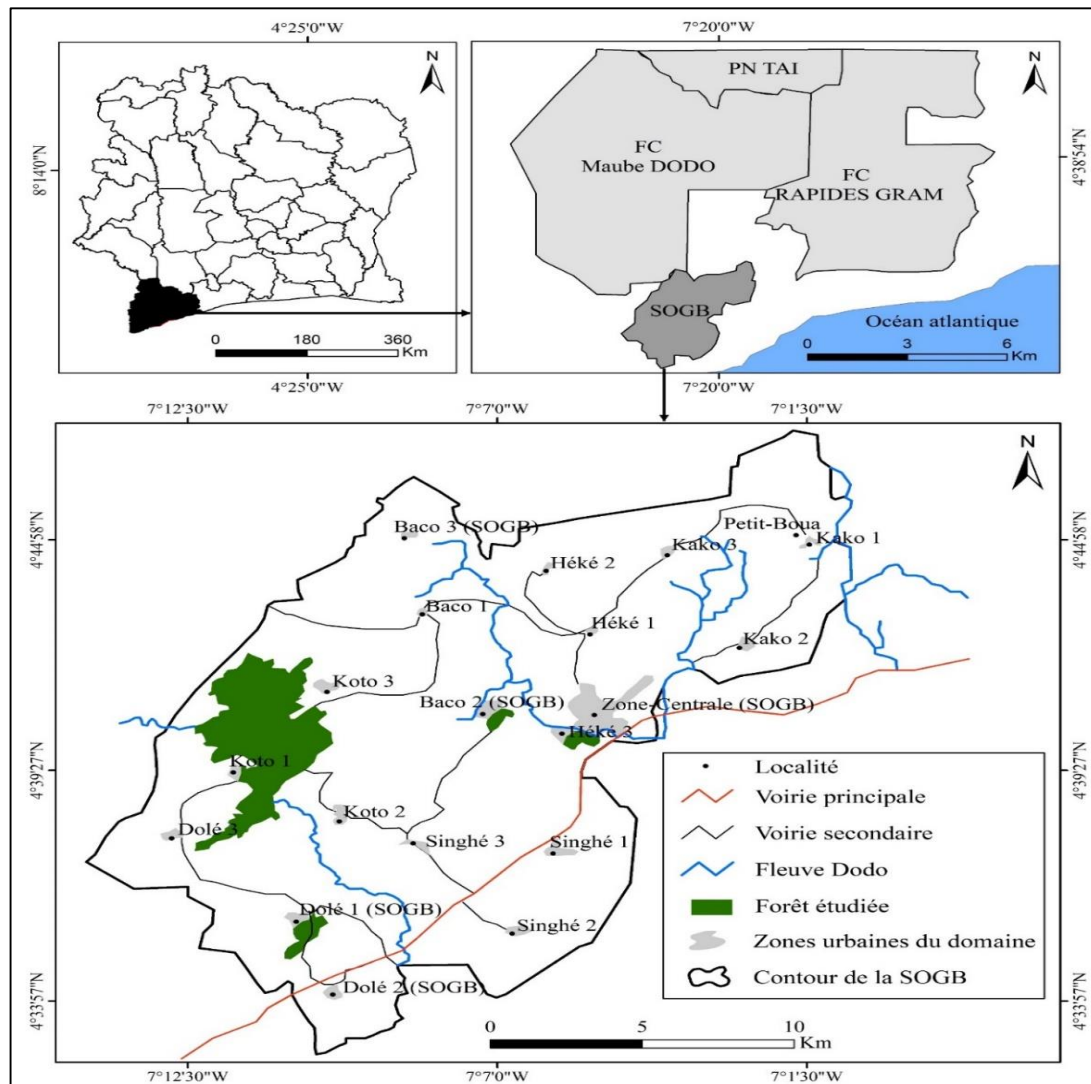 4°25'0"W
7°20'0"W
N
8°14'0"N
0 180 360
Km
4°25'0"W
N
PN TAI
FC
Maube DODO
FC
RAPIDES GRAM
SOGB
Océan atlantique
0 3 6
Km
4°38'54"N
7°20'0"W
7°12'30"W
7°7'0"W
7°1'30"W
N
4°44'58"N
4°44'58"N
Baco 3 (SOGB)
Petit-Boua
Kako 1
Kako 3
Héké 2
Baco 1
Héké 1
Kako 2
Koto 3
Baco 2 (SOGB)
Zone-Centrale (SOGB)
Héké 3
Koto 1
4°39'27"N
4°39'27"N
Koto 2
Dolé 3
Singhé 3
Singhé 1
Dolé 1 (SOGB)
Singhé 2
Dolé 2 (SOGB)
4°33'57"N
4°33'57"N
Localité
Voirie principale
Voirie secondaire
Fleuve Dodo
Forêt étudiée
Zones urbaines du domaine
Contour de la SOGB
0 5 10
Km
7°12'30"W
7°7'0"W
7°1'30"W